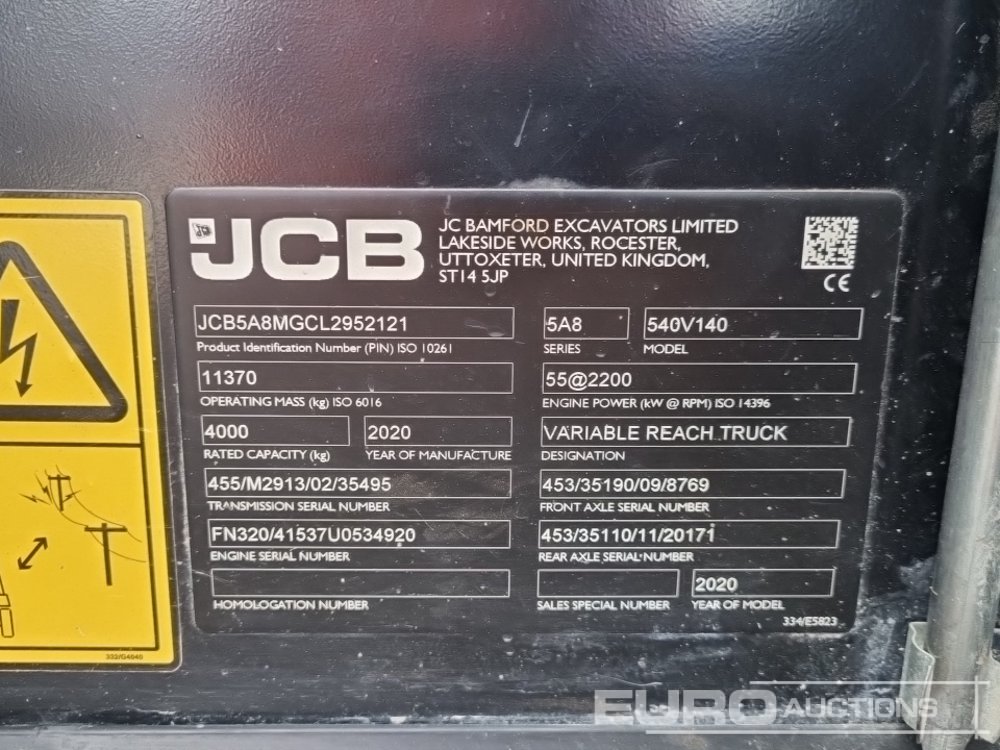 JCB
JC BAMFORD EXCAVATORS LIMITED
LAKESIDE WORKS, ROCESTER,
UTTOXETER, UNITED KINGDOM,
ST14 5JP
CE
JCB5A8MGCL2952121
Product Identification Number (PIN) ISO 10261
5A8
SERIES
540V140
MODEL
11370
OPERATING MASS (kg) ISO 6016
55@2200
ENGINE POWER (kW @ RPM) ISO 14396
4000
RATED CAPACITY (kg)
2020
YEAR OF MANUFACTURE
VARIABLE REACH TRUCK
DESIGNATION
455/M2913/02/35495
TRANSMISSION SERIAL NUMBER
453/35190/09/8769
FRONT AXLE SERIAL NUMBER
FN320/41537U0534920
ENGINE SERIAL NUMBER
453/35110/11/20171
REAR AXLE SERIAL NUMBER
HOMOLOGATION NUMBER
SALES SPECIAL NUMBER
2020
YEAR OF MODEL
334/E5823
332/G4640
EURO AUCTIONS